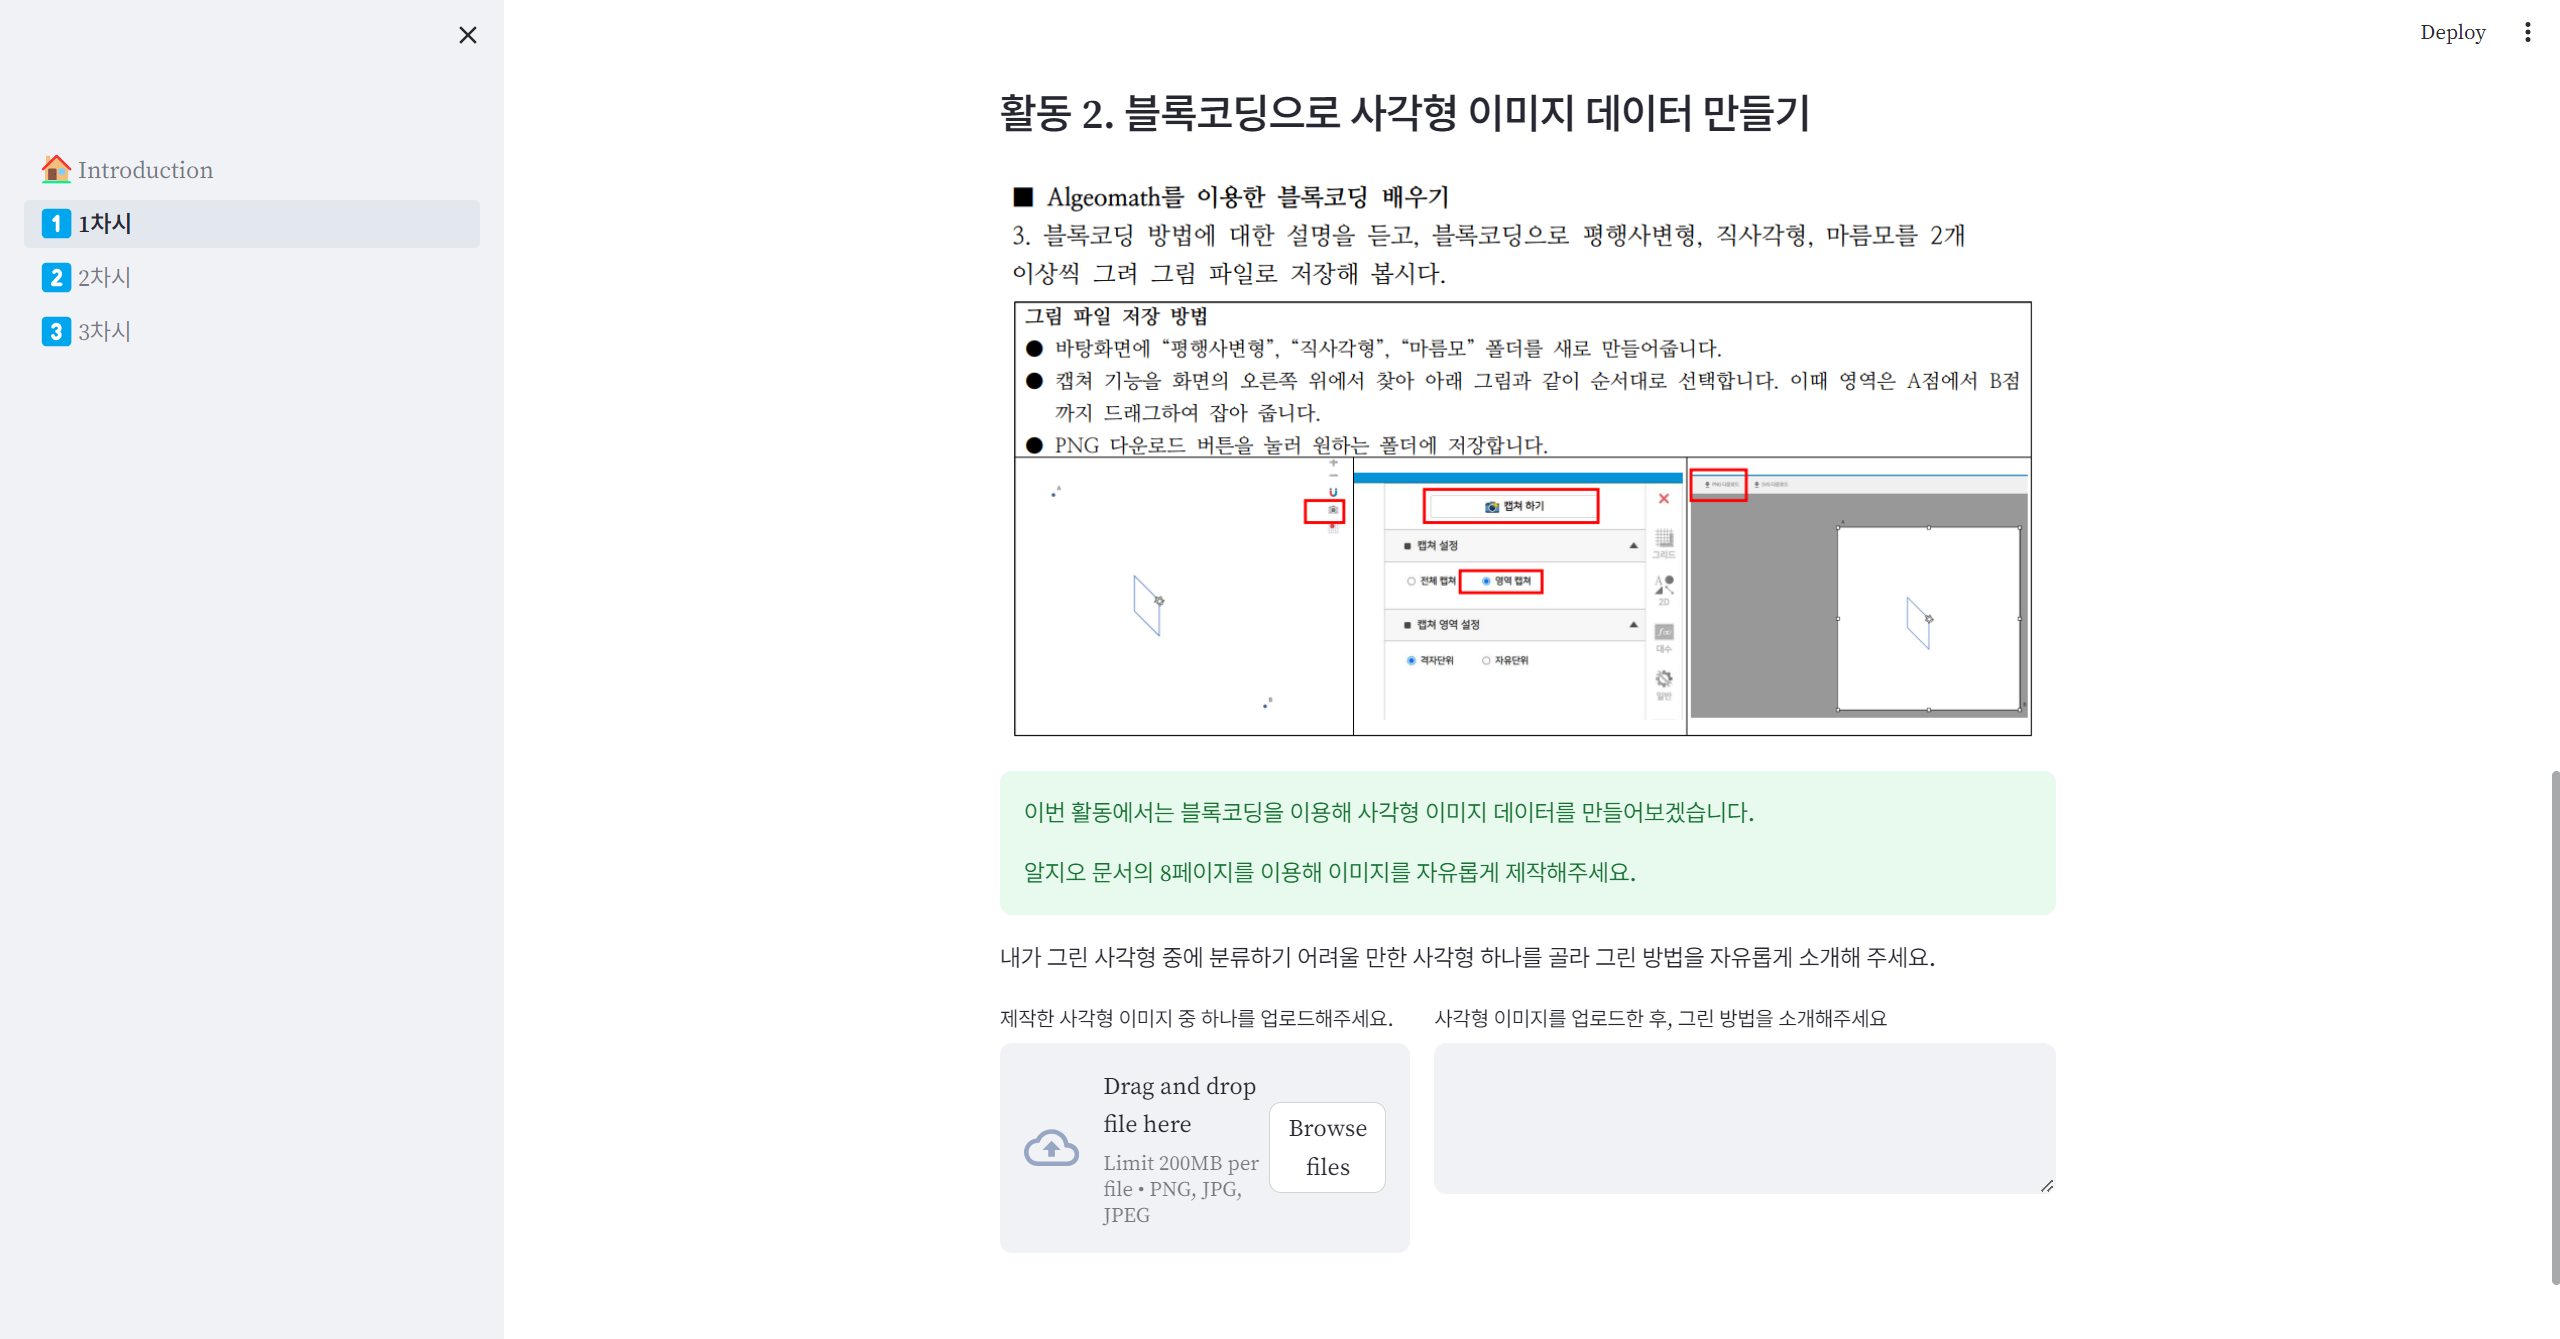 Deploy
Introduction
1 1차시
2 2차시
3 3차시
활동 2. 블록코딩으로 사각형 이미지 데이터 만들기
■ Algeomath를 이용한 블록코딩 배우기
3. 블록코딩 방법에 대한 설명을 듣고, 블록코딩으로 평행사변형, 직사각형, 마름모를 2개
이상씩 그려 그림 파일로 저장해 봅시다.
그림 파일 저장 방법
● 바탕화면에 “평행사변형”, “직사각형”, “마름모” 폴더를 새로 만들어줍니다.
● 캡쳐 기능을 화면의 오른쪽 위에서 찾아 아래 그림과 같이 순서대로 선택합니다. 이때 영역은 A점에서 B점
까지 드래그하여 잡아 줍니다.
● PNG 다운로드 버튼을 눌러 원하는 폴더에 저장합니다.
캡쳐 하기
■ 캡쳐 설정
전체 캡쳐 영역 캡쳐
■ 캡쳐 영역 설정
격자단위 자유단위
그리드
2D
대수
일반
PNG 다운로드 SVG 다운로드
이번 활동에서는 블록코딩을 이용해 사각형 이미지 데이터를 만들어보겠습니다.
알지오 문서의 8페이지를 이용해 이미지를 자유롭게 제작해주세요.
내가 그린 사각형 중에 분류하기 어려울 만한 사각형 하나를 골라 그린 방법을 자유롭게 소개해 주세요.
제작한 사각형 이미지 중 하나를 업로드해주세요.
Drag and drop
file here
Limit 200MB per
file • PNG, JPG,
JPEG
Browse
files
사각형 이미지를 업로드한 후, 그린 방법을 소개해주세요